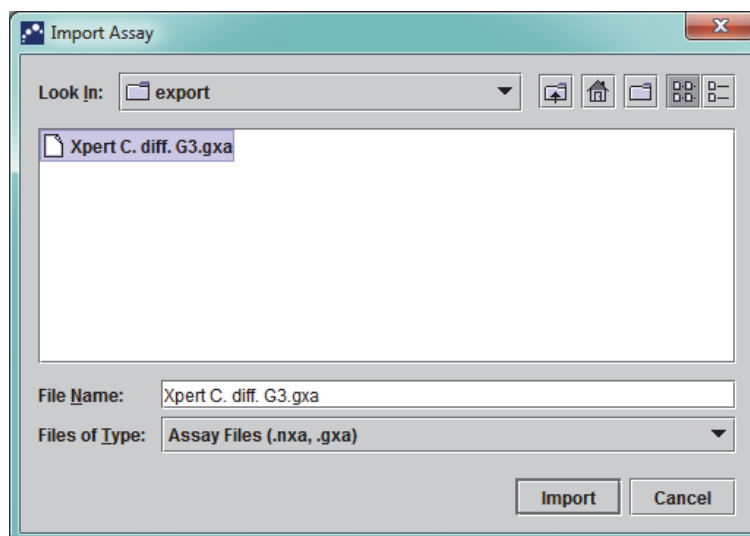 Import Assay
Look In: export
Xpert C. diff. G3.gxa
File Name: Xpert C. diff. G3.gxa
Files of Type: Assay Files (.nxa, .gxa)
Import Cancel